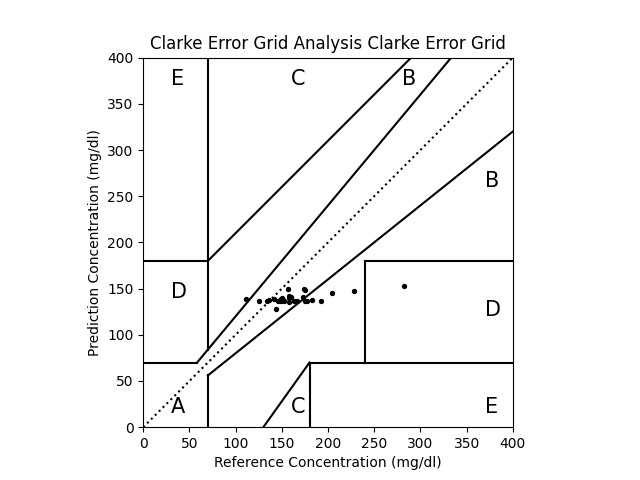 Clarke Error Grid Analysis Clarke Error Grid
400
350
300
250
200
150
100
50
0
Prediction Concentration (mg/dl)
E
C
B
B
D
D
A
C
E
0 50 100 150 200 250 300 350 400
Reference Concentration (mg/dl)